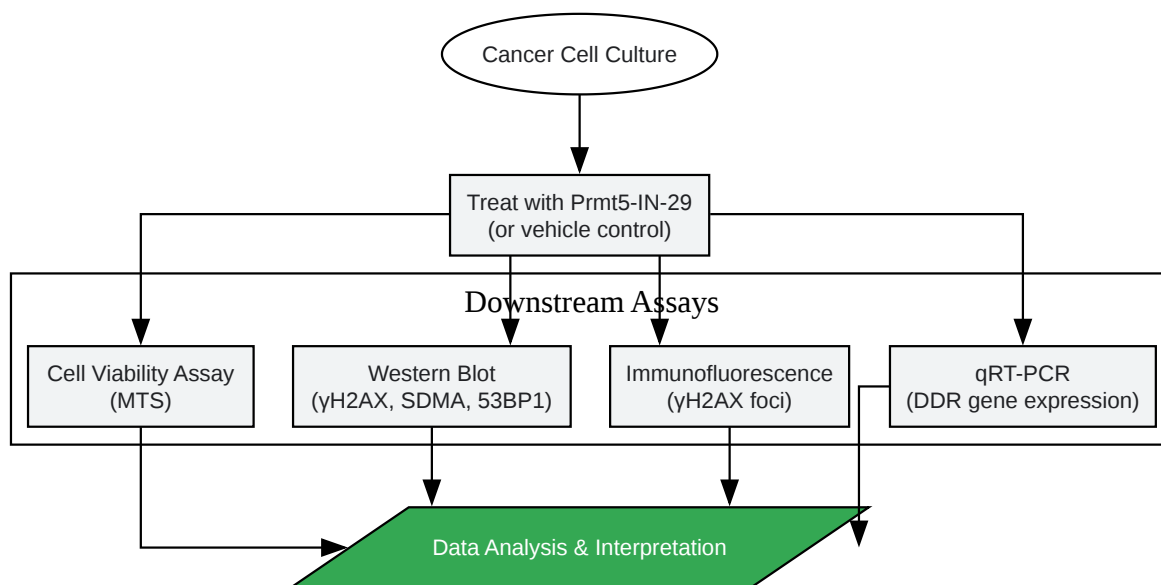 Cancer Cell Culture
Treat with Prmt5-IN-29
(or vehicle control)
Downstream Assays
Cell Viability Assay
(MTS)
Western Blot
(γH2AX, SDMA, 53BP1)
Immunofluorescence
(γH2AX foci)
qRT-PCR
(DDR gene expression)
Data Analysis & Interpretation